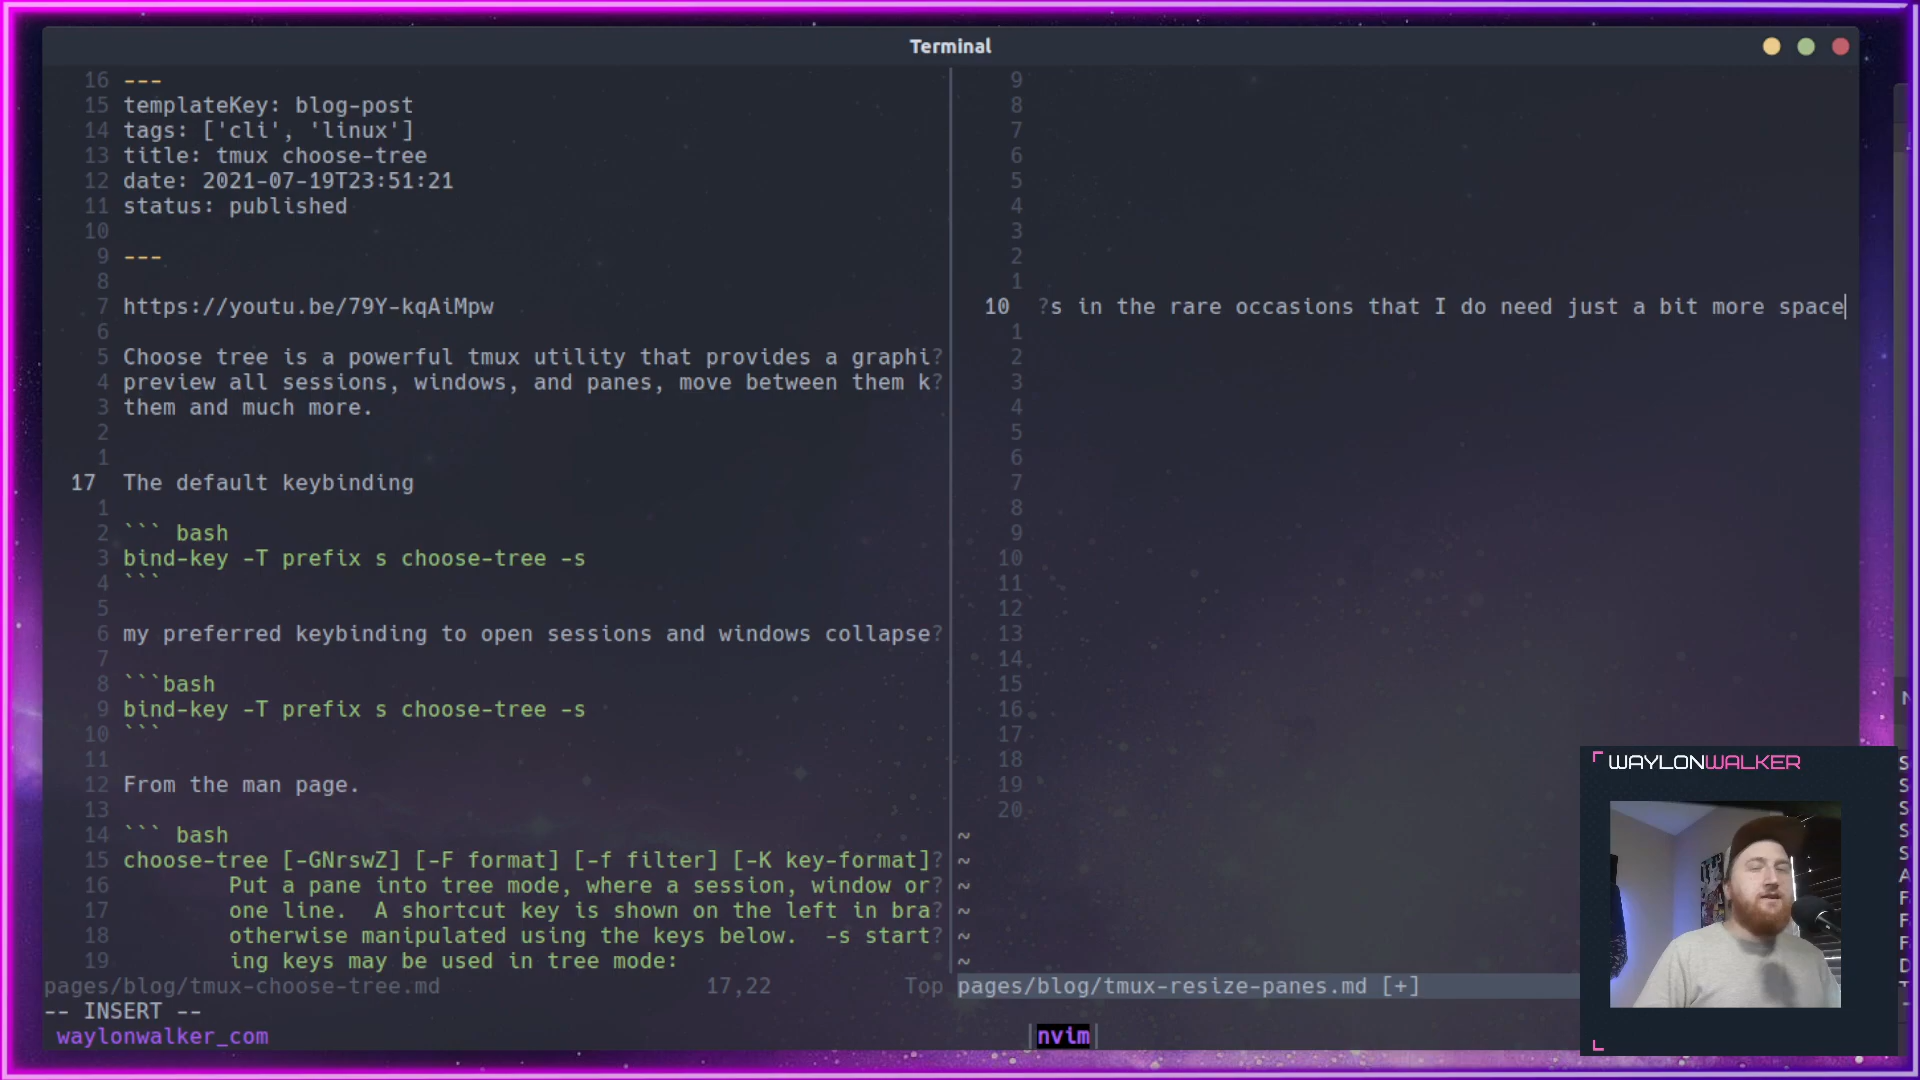 Terminal
16 ---
15 templateKey: blog-post
14 tags: ['cli', 'linux']
13 title: tmux choose-tree
12 date: 2021-07-19T23:51:21
11 status: published
10
9 ---
8
7 https://youtu.be/79Y-kqAiMpw
6
5 Choose tree is a powerful tmux utility that provides a graphi?
4 preview all sessions, windows, and panes, move between them k?
3 them and much more.
2
1
17 The default keybinding
1
2 ``` bash
3 bind-key -T prefix s choose-tree -s
4 ```
5
6 my preferred keybinding to open sessions and windows collapse?
7
8 ```bash
9 bind-key -T prefix s choose-tree -s
10 ```
11
12 From the man page.
13
14 ``` bash
15 choose-tree [-GNrswZ] [-F format] [-f filter] [-K key-format]?
16 Put a pane into tree mode, where a session, window or?
17 one line.  A shortcut key is shown on the left in bra?
18 otherwise manipulated using the keys below.  -s start?
19 ing keys may be used in tree mode:
pages/blog/tmux-choose-tree.md 17,22 Top
9
8
7
6
5
4
3
2
1
10 ?s in the rare occasions that I do need just a bit more space
1
2
3
4
5
6
7
8
9
10
11
12
13
14
15
16
17
18
19
20
~
~
~
~
~
~
pages/blog/tmux-resize-panes.md [+]
-- INSERT --
waylonwalker_com |nvim|
WAYLONWALKER